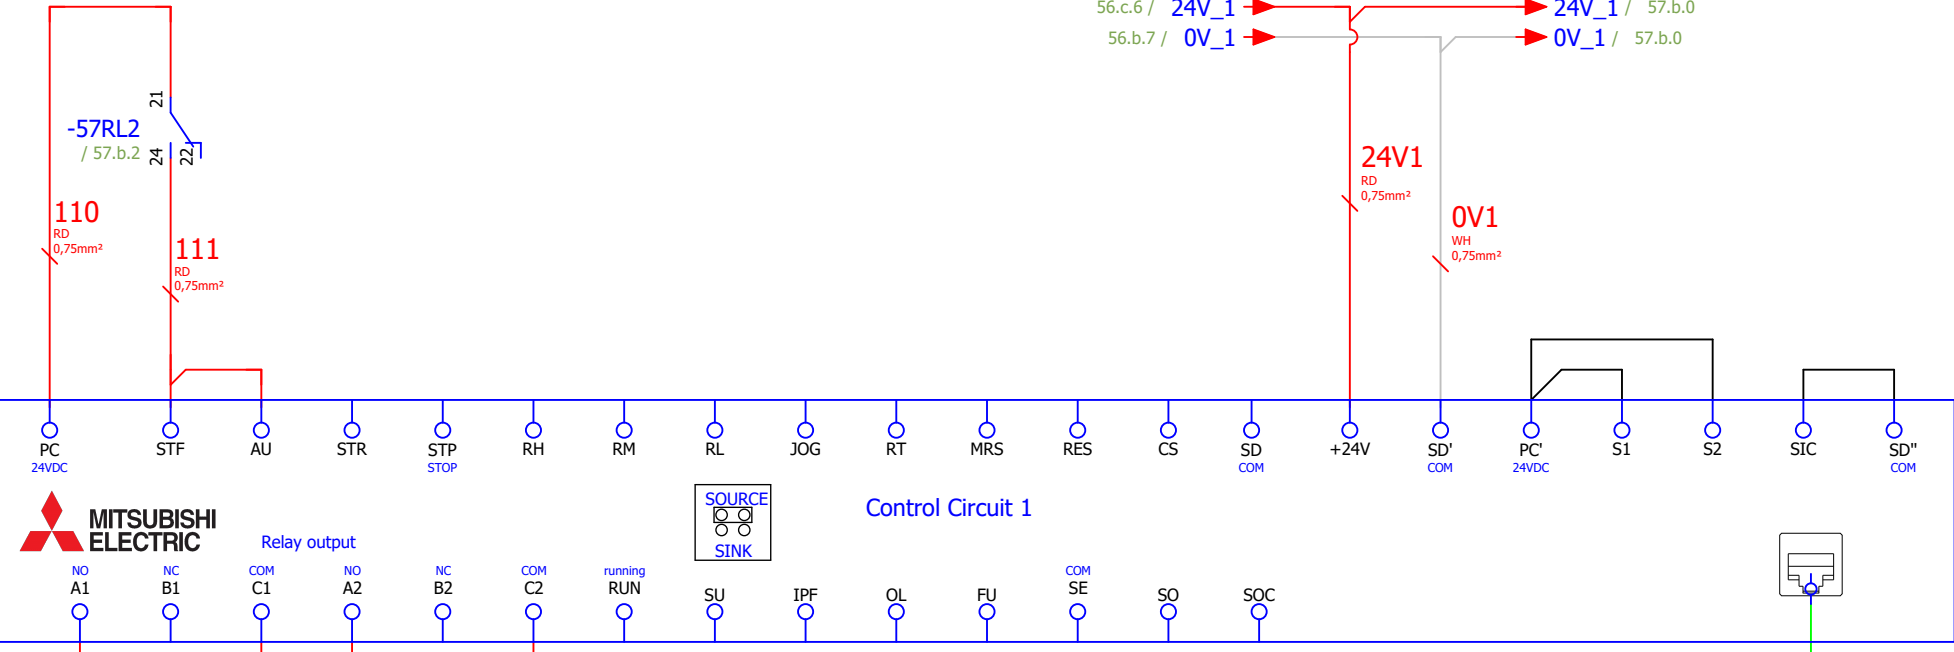 56.c.6 / 24V_1 24V_1 / 57.b.0
56.b.7 / 0V_1 0V_1 / 57.b.0
21
-57RL2
/ 57.b.2
24
22
24V1
RD
0,75mm²
110
RD
0,75mm²
0V1
WH
0,75mm²
111
RD
0,75mm²
PC STF AU STR STP RH RM RL JOG RT MRS RES CS SD +24V SD' PC' S1 S2 SIC SD"
24VDC STOP COM COM 24VDC COM
SOURCE
SINK
Control Circuit 1
MITSUBISHI
ELECTRIC
Relay output
NO NC COM NO NC COM running COM
A1 B1 C1 A2 B2 C2 RUN SU IPF OL FU SE SO SOC